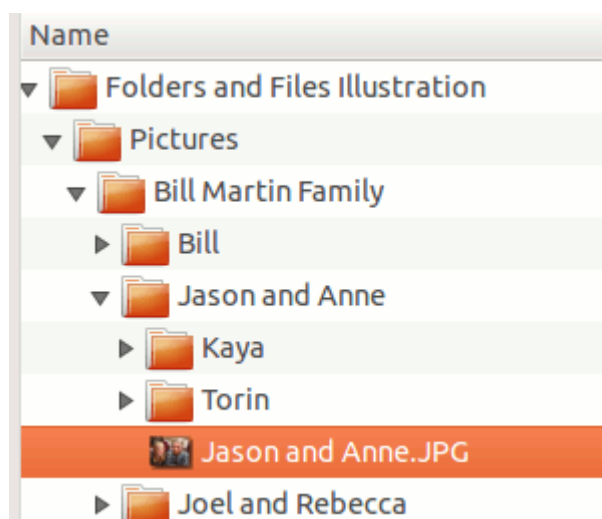 Name
Folders and Files Illustration
Pictures
Bill Martin Family
Bill
Jason and Anne
Kaya
Torin
Jason and Anne.JPG
Joel and Rebecca